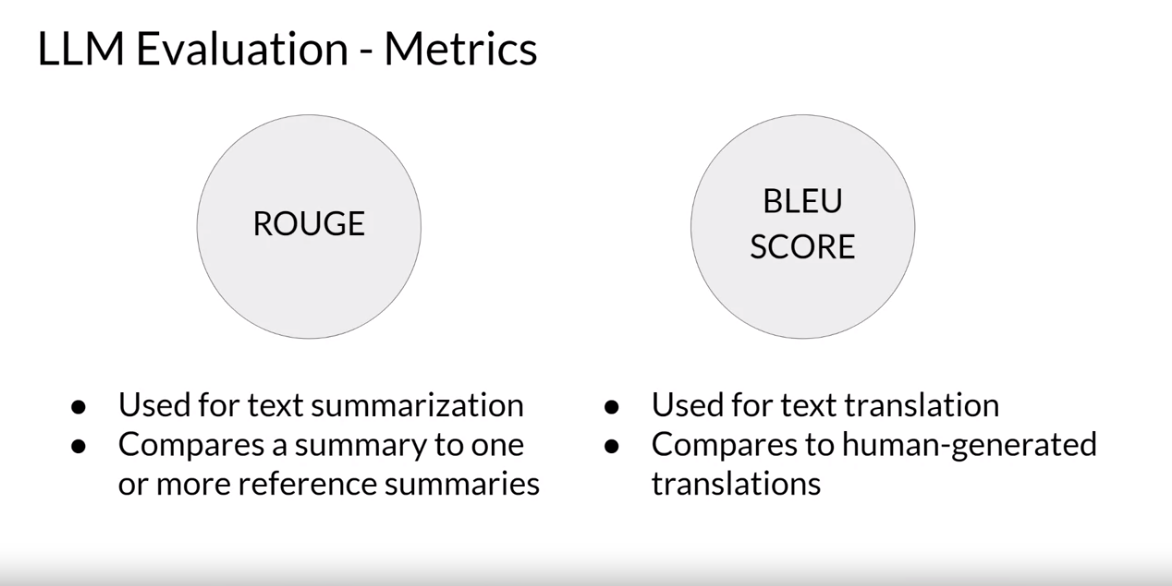 LLM Evaluation - Metrics
ROUGE
BLEU
SCORE
● Used for text summarization
● Compares a summary to one
or more reference summaries
● Used for text translation
● Compares to human-generated
translations